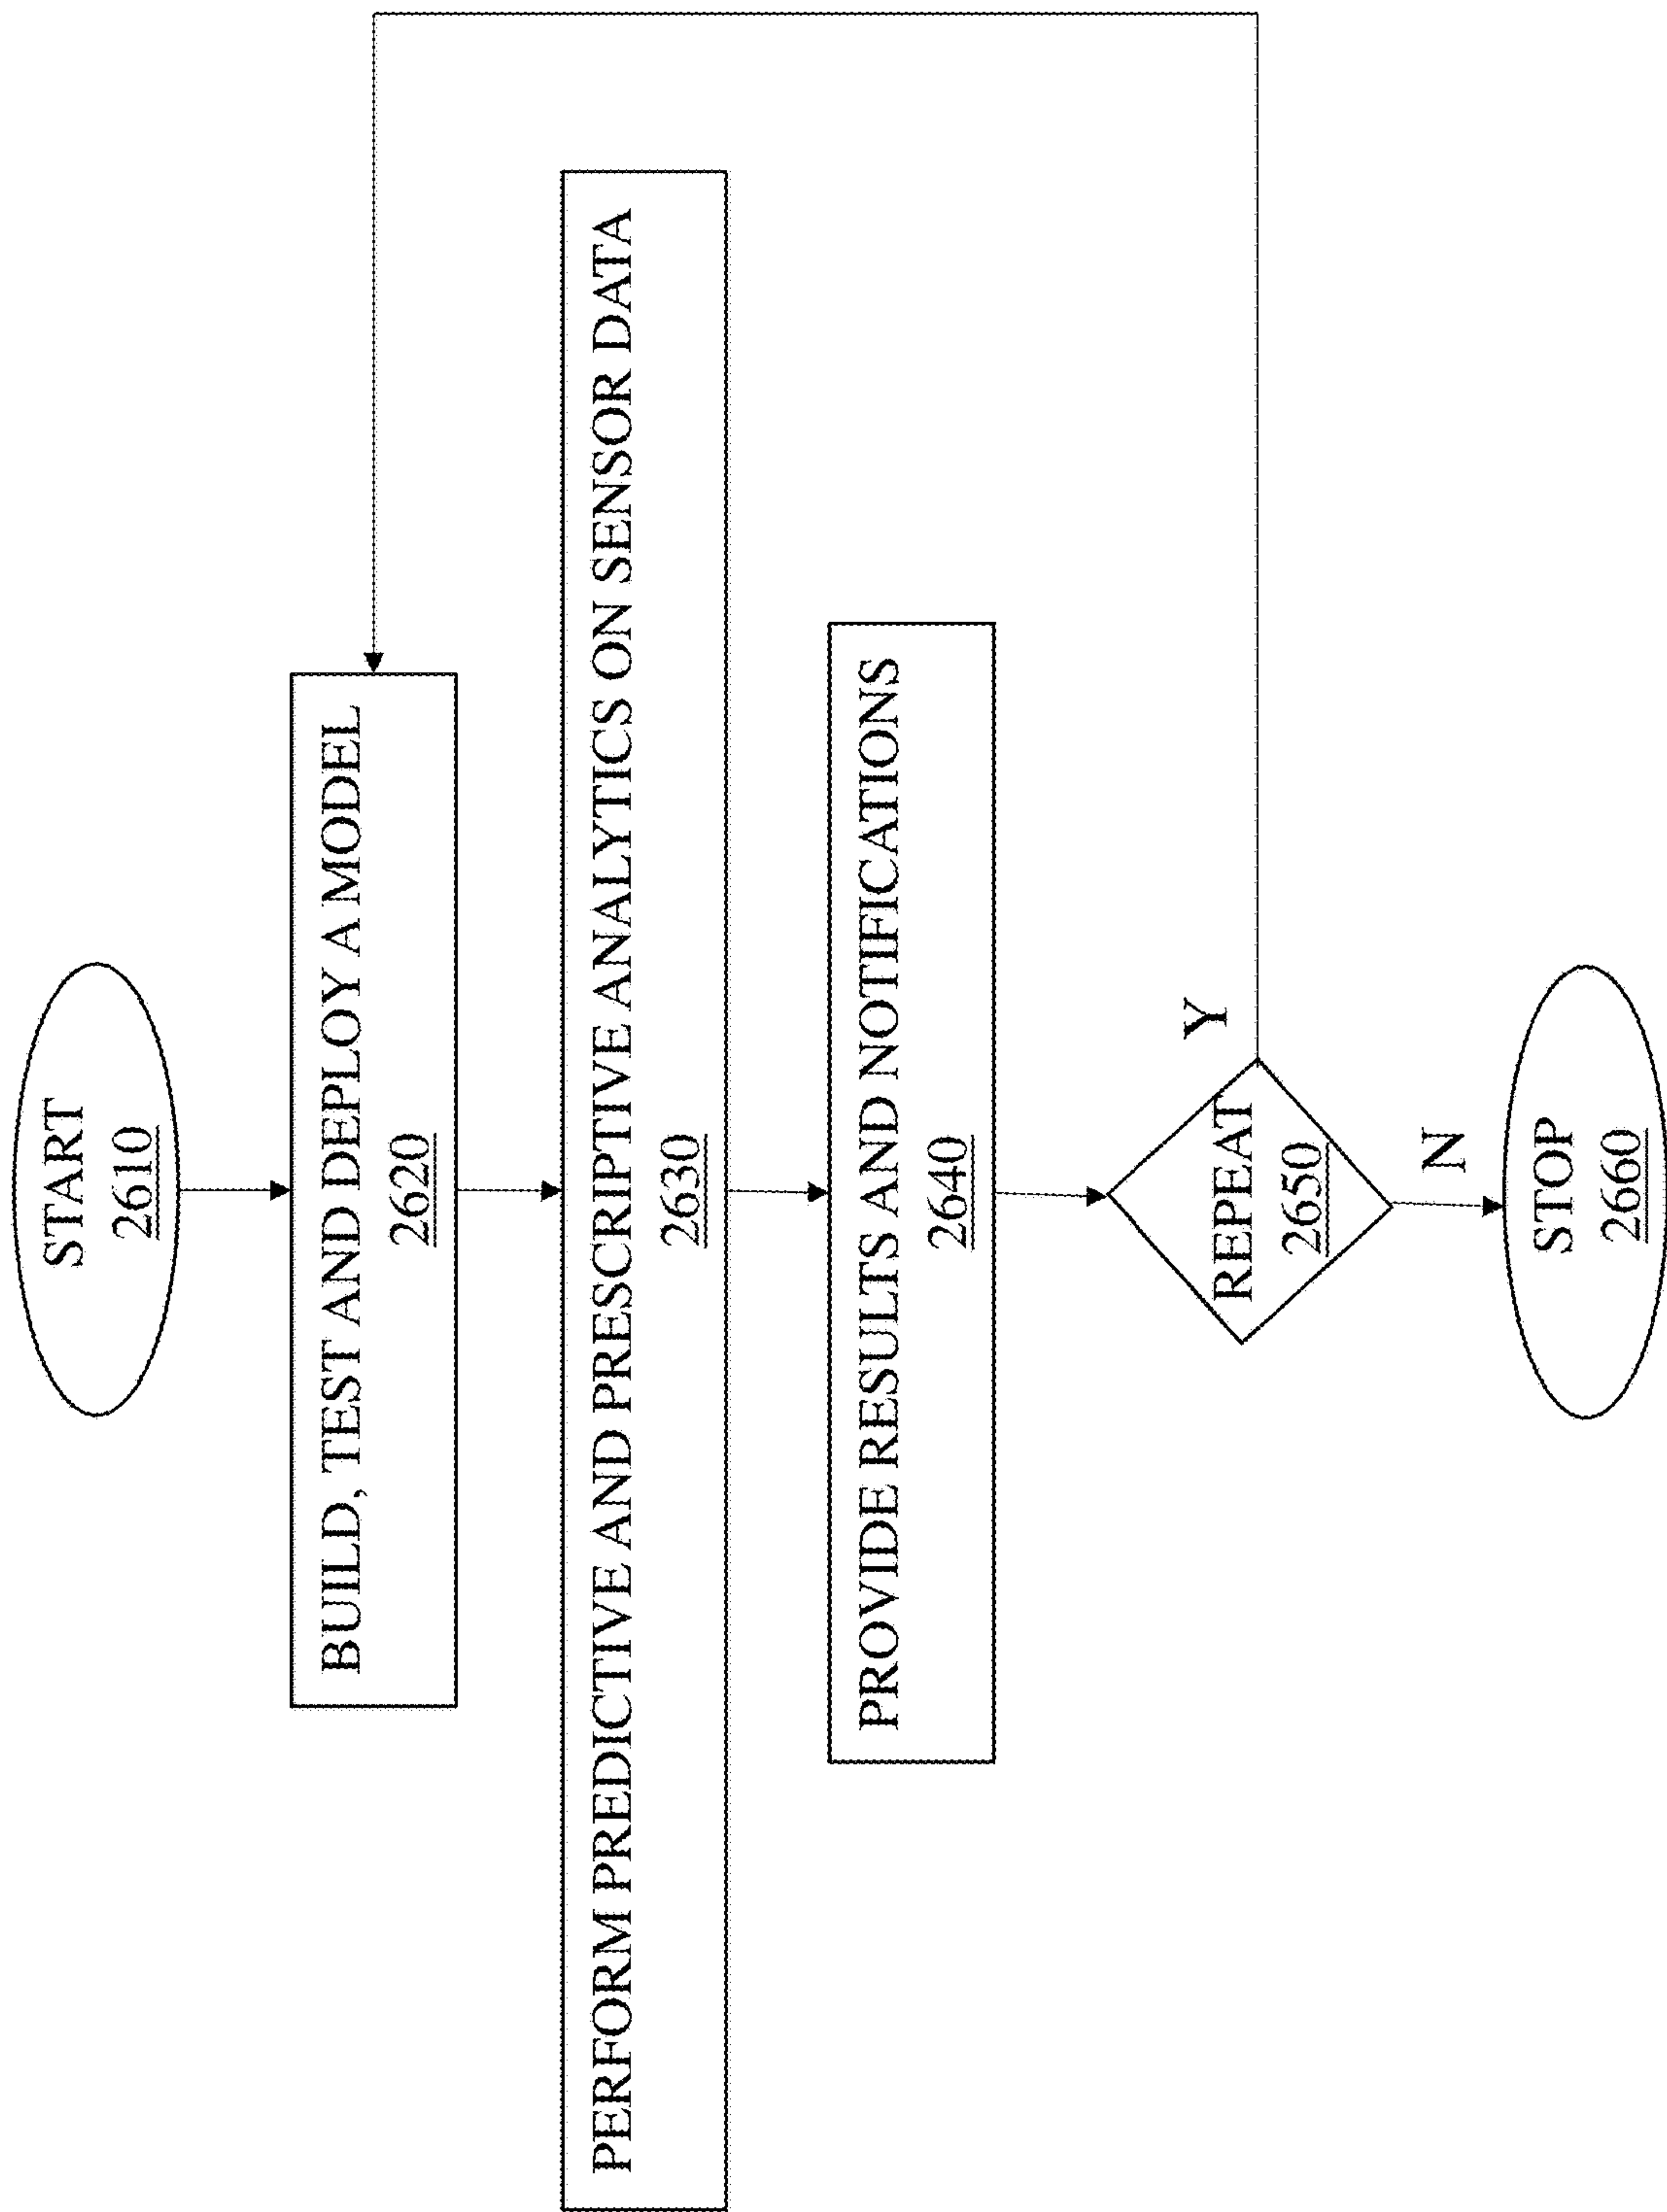 START
2610
BUILD, TEST AND DEPLOY A MODEL
2620
PERFORM PREDICTIVE AND PRESCRIPTIVE ANALYTICS ON SENSOR DATA
2630
PROVIDE RESULTS AND NOTIFICATIONS
2640
REPEAT
2650
Y
N
STOP
2660